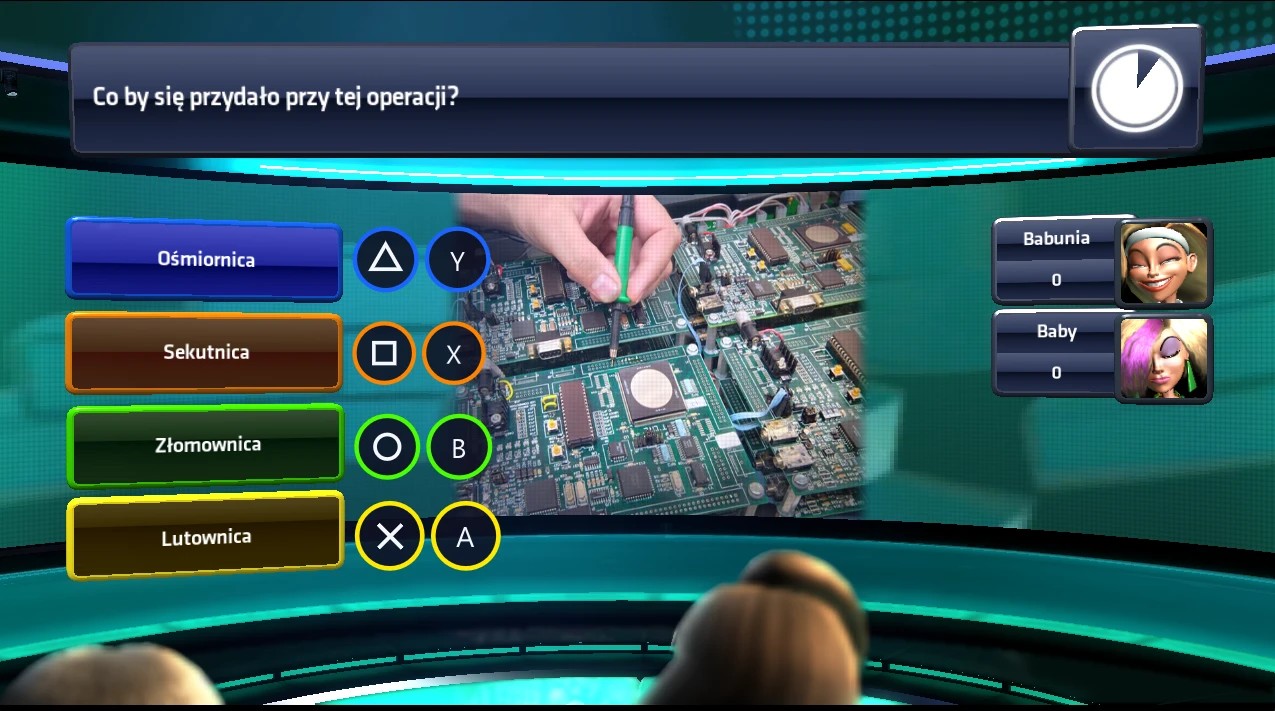 Co by się przydało przy tej operacji?
Ośmiornica
Y
Sekutnica
X
Złomownica
B
Lutownica
A
Babunia
0
Baby
0